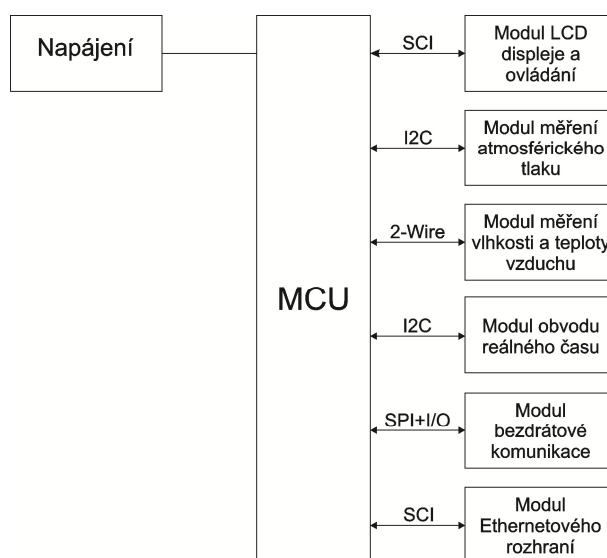 Napájení
MCU
SCI
Modul LCD
displeje a
ovládání
I2C
Modul měření
atmosférického
tlaku
2-Wire
Modul měření
vlhkosti a teploty
vzduchu
I2C
Modul obvodu
reálného času
SPI+I/O
Modul
bezdrátové
komunikace
SCI
Modul
Ethernetového
rozhraní